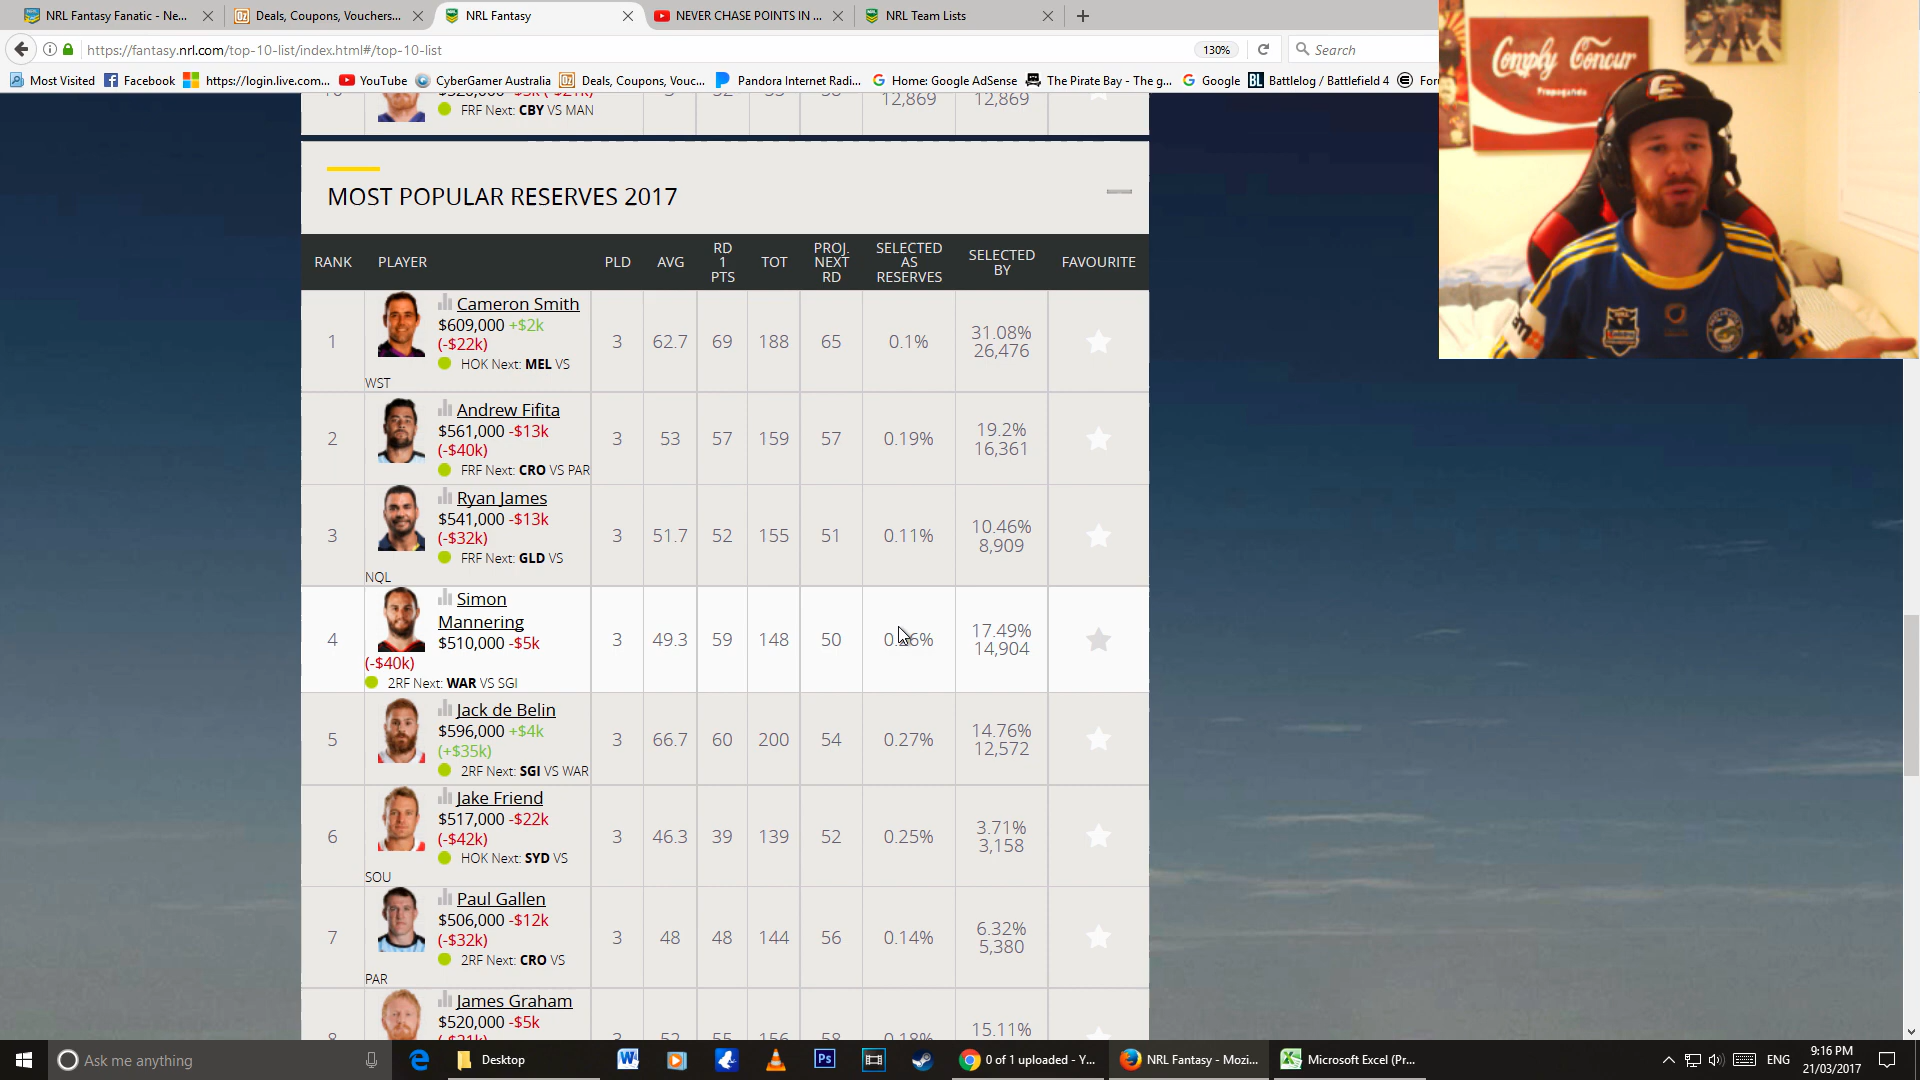 NRL Fantasy Fanatic - Ne...
Deals, Coupons, Vouchers...
NRL Fantasy
NEVER CHASE POINTS IN ...
NRL Team Lists
https://fantasy.nrl.com/top-10-list/index.html#/top-10-list
130%
Search
Most Visited
Facebook
https://login.live.com...
YouTube
CyberGamer Australia
Deals, Coupons, Vouc...
Pandora Internet Radi...
Home: Google AdSense
The Pirate Bay - The g...
Google
Battlelog / Battlefield 4
For
FRF Next: CBY VS MAN
12,869
12,869
MOST POPULAR RESERVES 2017
RANK PLAYER PLD AVG RD 1 PTS TOT PROJ. NEXT RD SELECTED AS RESERVES SELECTED BY FAVOURITE
1 Cameron Smith 3 62.7 69 188 65 0.1% 31.08%
$609,000 +$2k 26,476
(-$22k)
HOK Next: MEL VS
WST
2 Andrew Fifita 3 53 57 159 57 0.19% 19.2%
$561,000 -$13k 16,361
(-$40k)
FRF Next: CRO VS PAR
3 Ryan James 3 51.7 52 155 51 0.11% 10.46%
$541,000 -$13k 8,909
(-$32k)
FRF Next: GLD VS
NQL
4 Simon 3 49.3 59 148 50 17.49%
Mannering 14,904
$510,000 -$5k
(-$40k)
2RF Next: WAR VS SGI
5 Jack de Belin 3 66.7 60 200 54 0.27% 14.76%
$596,000 +$4k 12,572
(+$35k)
2RF Next: SGI VS WAR
6 Jake Friend 3 46.3 39 139 52 0.25% 3.71%
$517,000 -$22k 3,158
(-$42k)
HOK Next: SYD VS
SOU
7 Paul Gallen 3 48 48 144 56 0.14% 6.32%
$506,000 -$12k 5,380
(-$32k)
2RF Next: CRO VS
PAR
James Graham 15.11%
$520,000 -$5k
Comply Concur
Propaganda
Ask me anything
Desktop
0 of 1 uploaded - Y...
NRL Fantasy - Mozi...
Microsoft Excel (Pr...
ENG
9:16 PM
21/03/2017